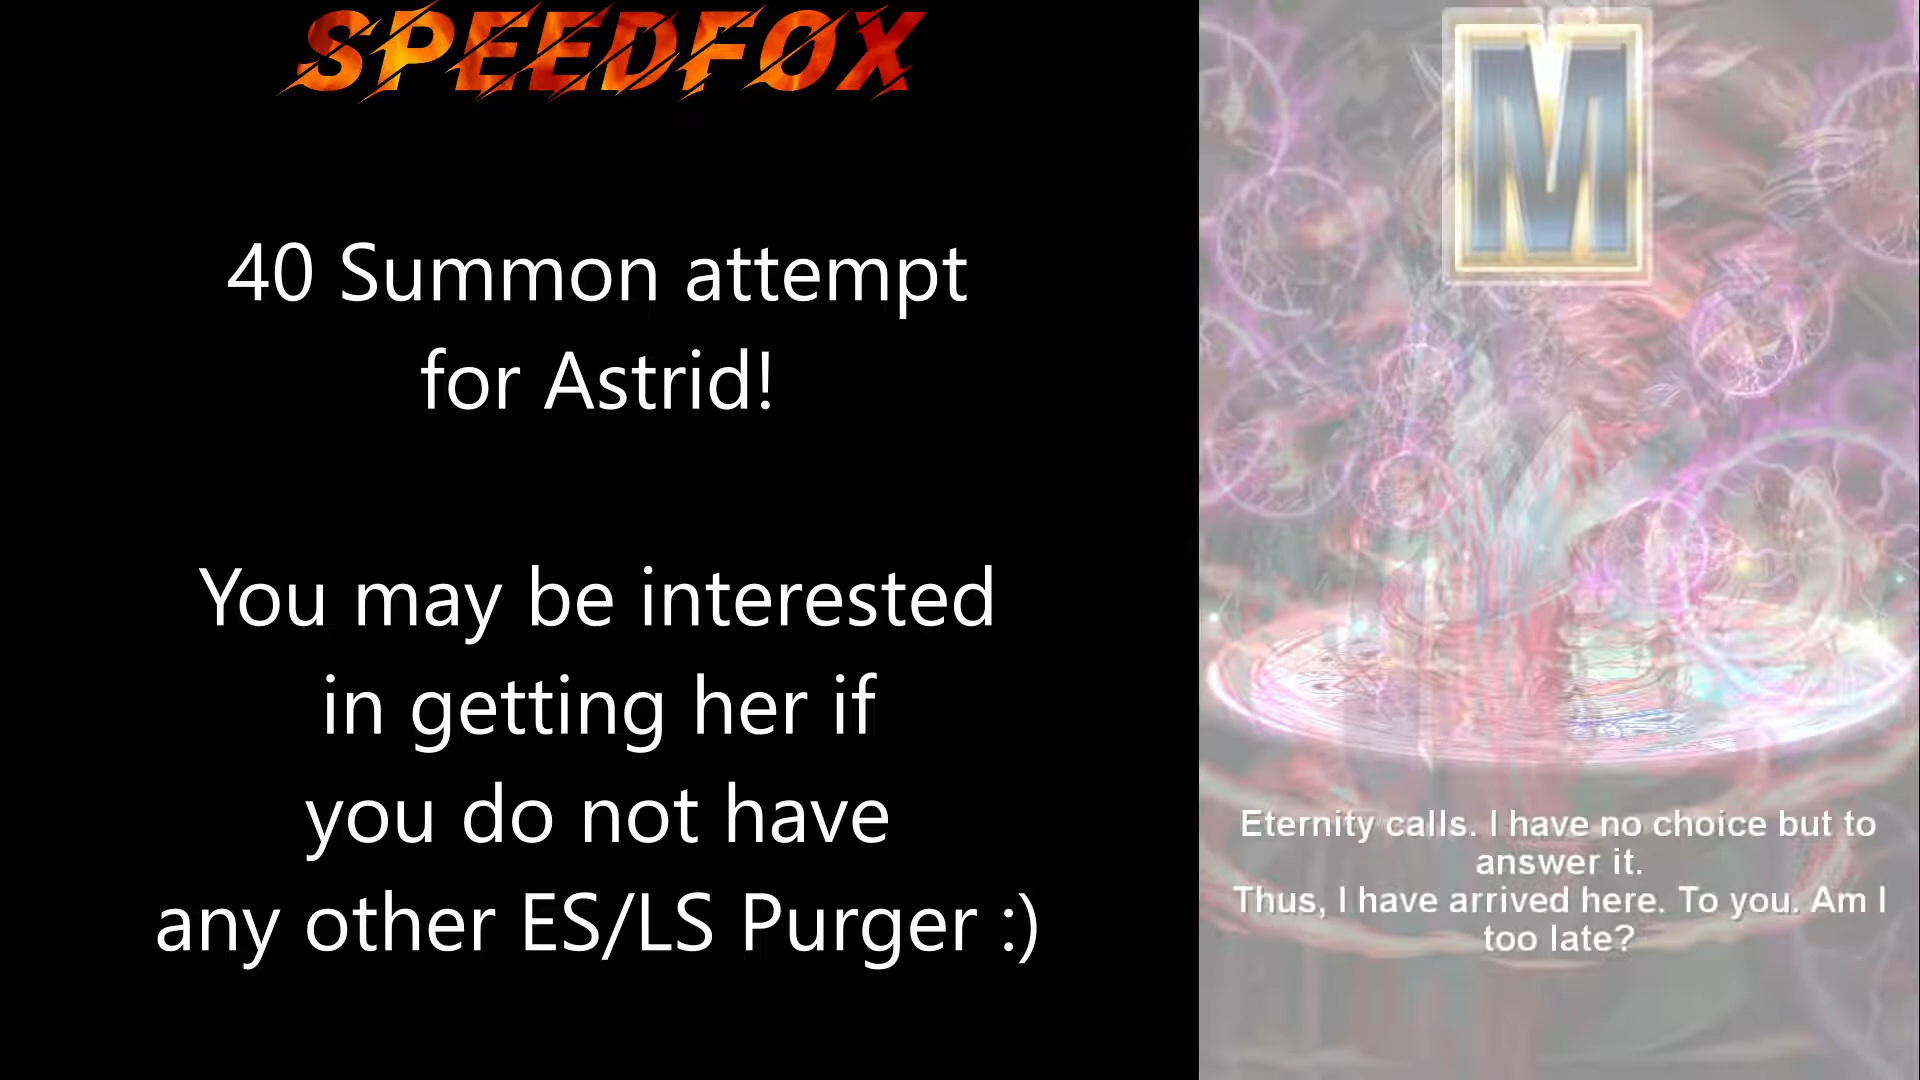 SPEEDFOX
40 Summon attempt
for Astrid!
You may be interested
in getting her if
you do not have
any other ES/LS Purger :)
M
Eternity calls. I have no choice but to
answer it.
Thus, I have arrived here. To you. Am I
too late?